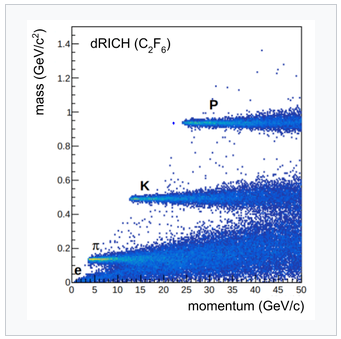 dRICH (C₂F₆)
mass (GeV/c²)
1.4
1.2
1
0.8
0.6
0.4
0.2
0
P
K
π
e
0 5 10 15 20 25 30 35 40 45 50
momentum (GeV/c)